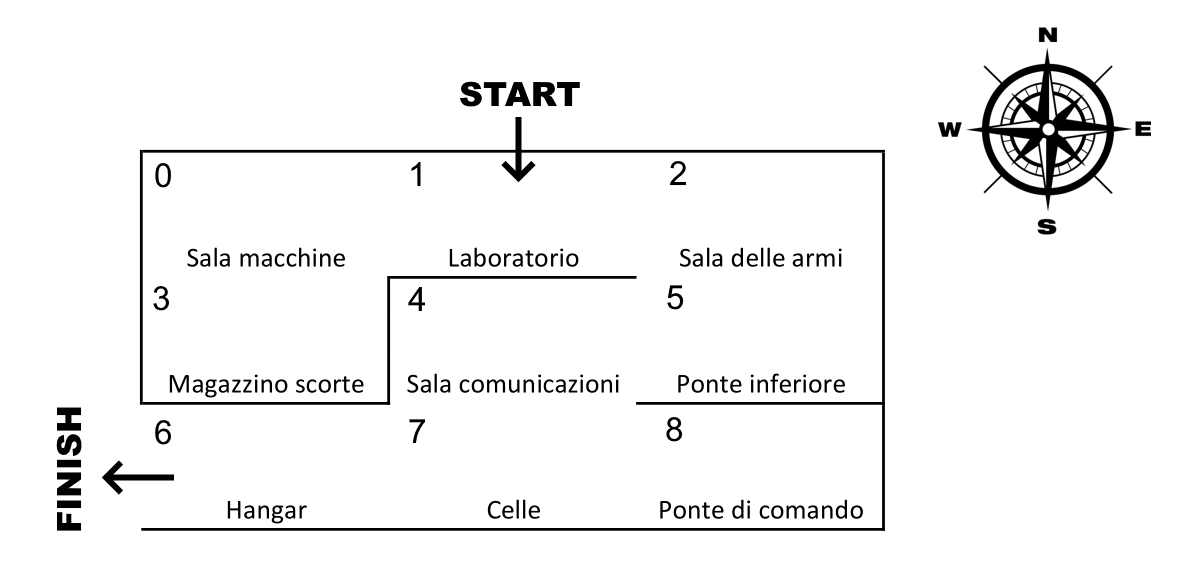 N
START
W
E
S
0
1
2
Sala macchine
Laboratorio
Sala delle armi
3
4
5
Magazzino scorte
Sala comunicazioni
Ponte inferiore
FINISH
6
7
8
Hangar
Celle
Ponte di comando